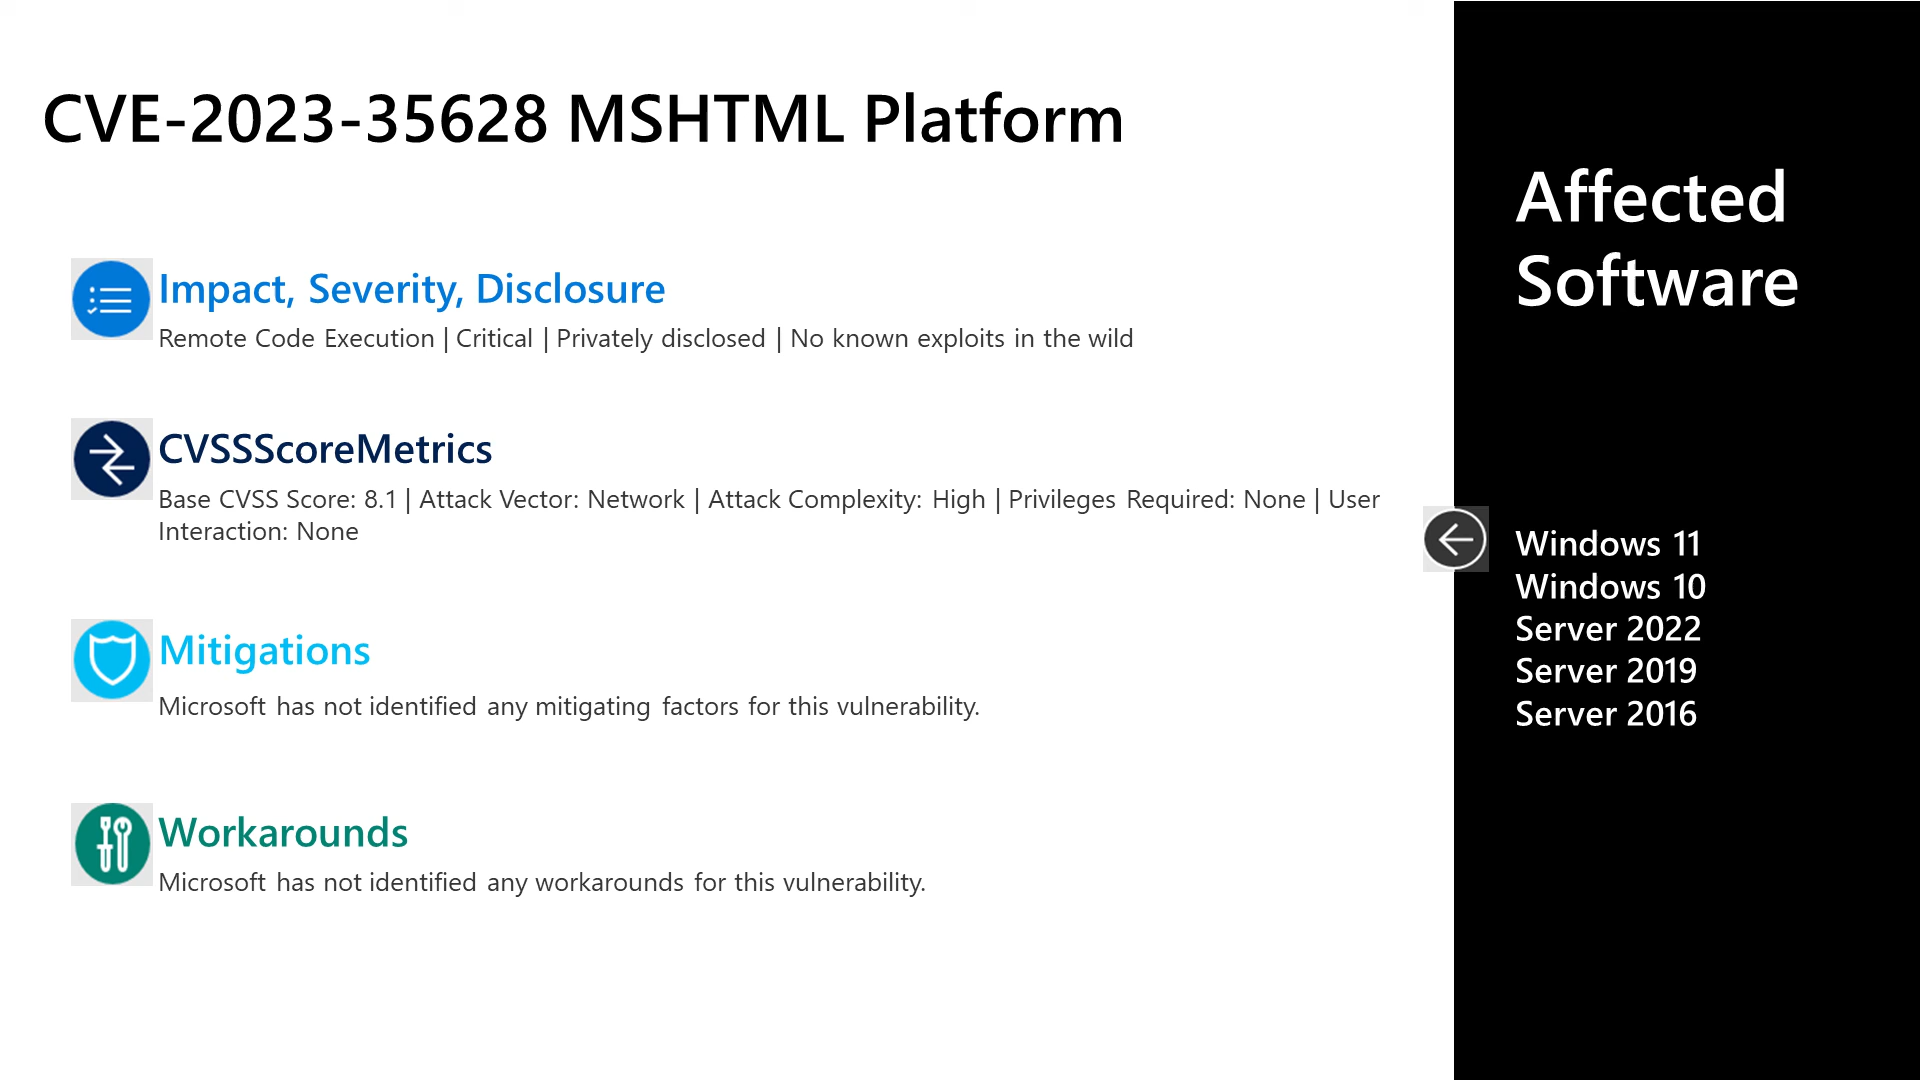 CVE-2023-35628 MSHTML Platform
Impact, Severity, Disclosure
Remote Code Execution | Critical | Privately disclosed | No known exploits in the wild
CVSSScoreMetrics
Base CVSS Score: 8.1 | Attack Vector: Network | Attack Complexity: High | Privileges Required: None | User
Interaction: None
Mitigations
Microsoft has not identified any mitigating factors for this vulnerability.
Workarounds
Microsoft has not identified any workarounds for this vulnerability.
Affected
Software
Windows 11
Windows 10
Server 2022
Server 2019
Server 2016